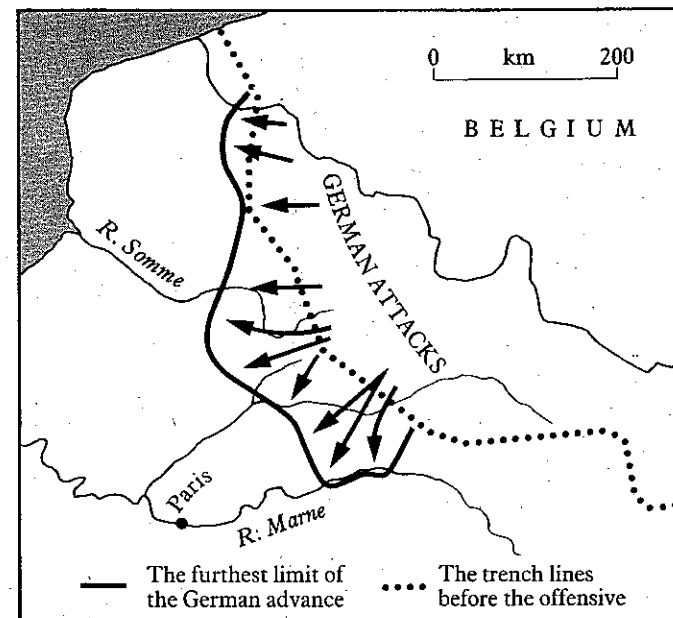 0 km 200
BELGIUM
GERMAN ATTACKS
R. Somme
Paris
R. Marne
The furthest limit of
the German advance
The trench lines
before the offensive